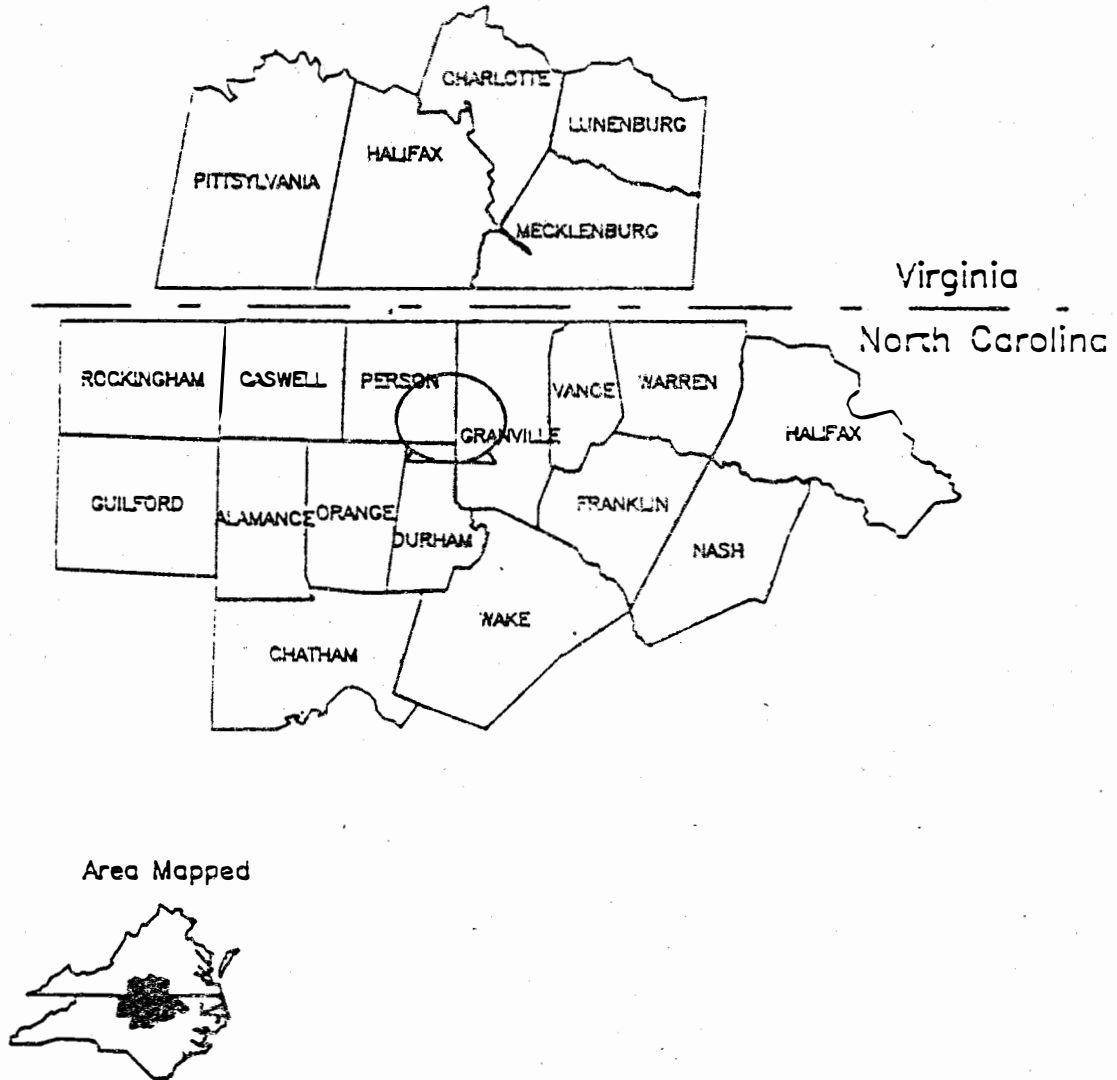 CHARLOTTE
LUNENBURG
HALIFAX
PITTSYLVANIA
MECKLENBURG
Virginia
North Carolina
ROCKINGHAM
CASWELL
PERSON
VANCE
WARREN
GRANVILLE
HALIFAX
GUILFORD
ALAMANCE
ORANGE
FRANKLIN
DURHAM
NASH
WAKE
CHATHAM
Area Mapped